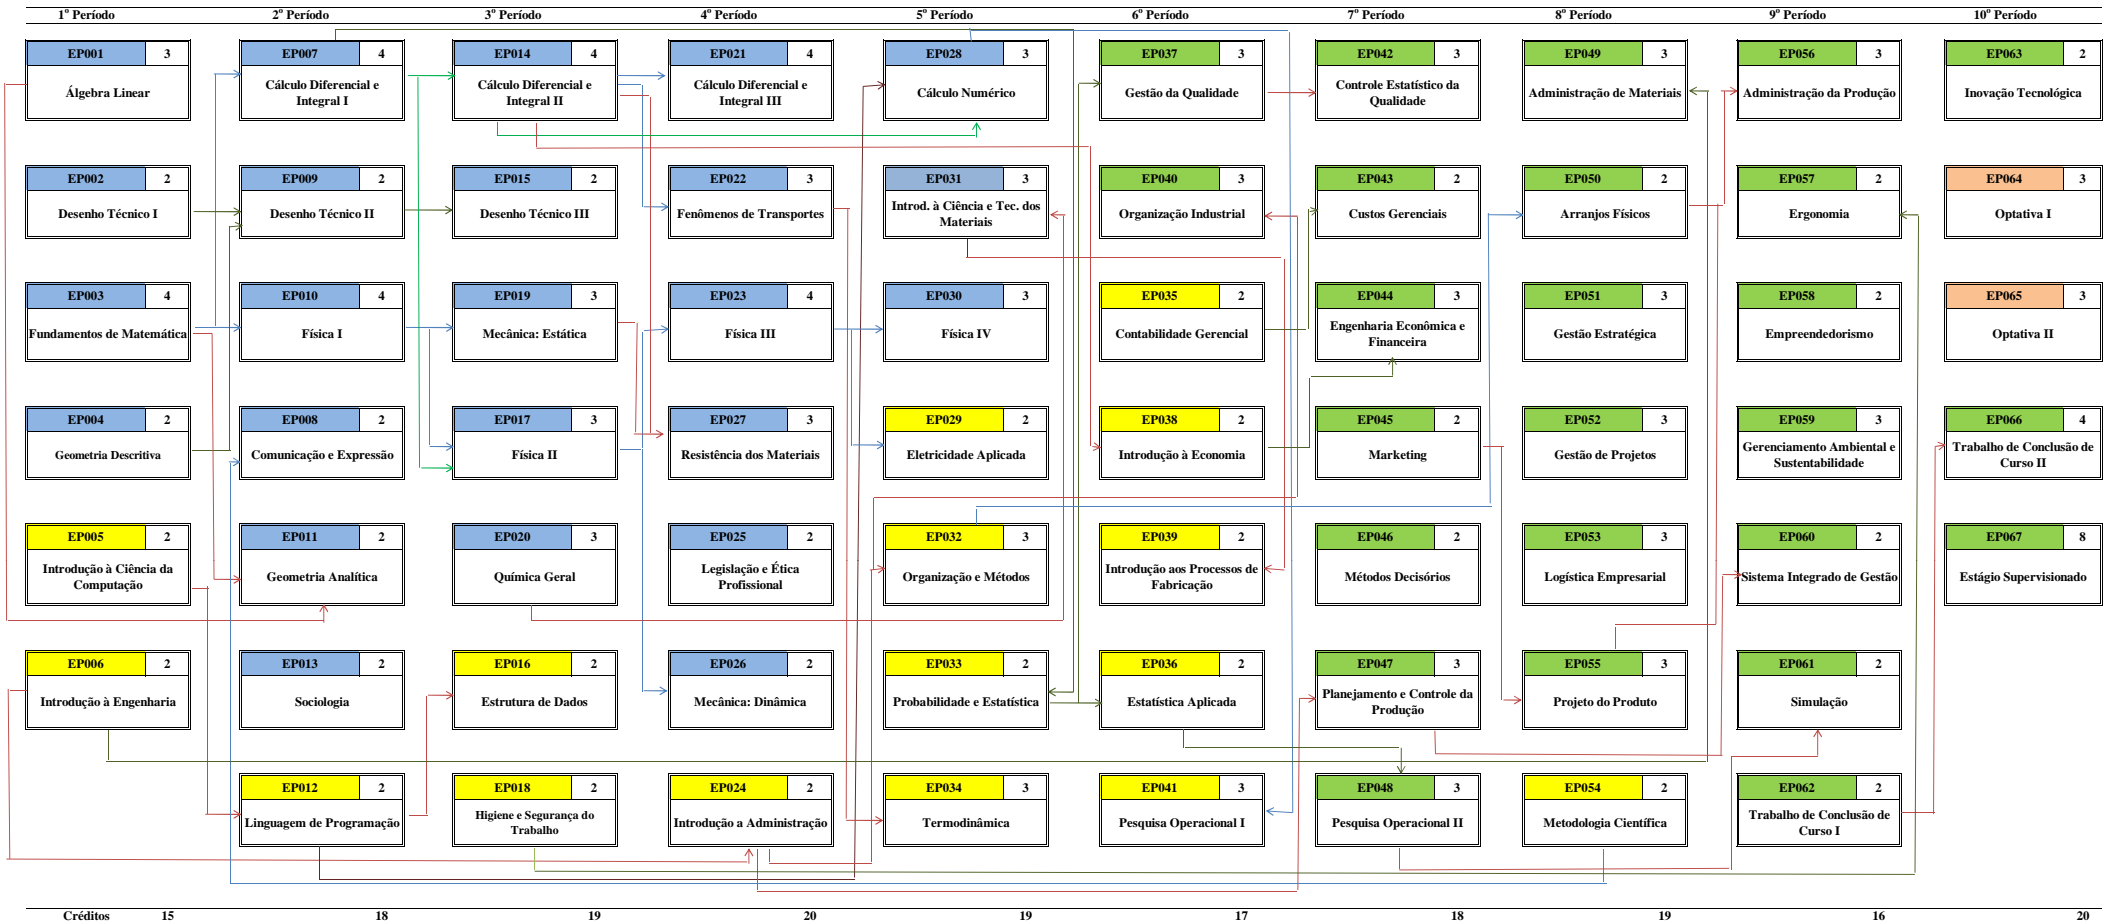 1º Período 2º Período 3º Período 4º Período 5º Período 6º Período 7º Período 8º Período 9º Período 10º Período
EP001 3
Álgebra Linear
EP007 4
Cálculo Diferencial e
Integral I
EP014 4
Cálculo Diferencial e
Integral II
EP021 4
Cálculo Diferencial e
Integral III
EP028 3
Cálculo Numérico
EP037 3
Gestão da Qualidade
EP042 3
Controle Estatístico da
Qualidade
EP049 3
Administração de Materiais
EP056 3
Administração da Produção
EP063 2
Inovação Tecnológica
EP002 2
Desenho Técnico I
EP009 2
Desenho Técnico II
EP015 2
Desenho Técnico III
EP022 3
Fenômenos de Transportes
EP031 3
Introd. à Ciência e Tec. dos
Materiais
EP040 3
Organização Industrial
EP043 2
Custos Gerenciais
EP050 2
Arranjos Físicos
EP057 2
Ergonomia
EP064 3
Optativa I
EP003 4
Fundamentos de Matemática
EP010 4
Física I
EP019 3
Mecânica: Estática
EP023 4
Física III
EP030 3
Física IV
EP035 2
Contabilidade Gerencial
EP044 3
Engenharia Econômica e
Financeira
EP051 3
Gestão Estratégica
EP058 2
Empreendedorismo
EP065 3
Optativa II
EP004 2
Geometria Descritiva
EP008 2
Comunicação e Expressão
EP017 3
Física II
EP027 3
Resistência dos Materiais
EP029 2
Eletricidade Aplicada
EP038 2
Introdução à Economia
EP045 2
Marketing
EP052 3
Gestão de Projetos
EP059 3
Gerenciamento Ambiental e
Sustentabilidade
EP066 4
Trabalho de Conclusão de
Curso II
EP005 2
Introdução à Ciência da
Computação
EP011 2
Geometria Analítica
EP020 3
Química Geral
EP025 2
Legislação e Ética
Profissional
EP032 3
Organização e Métodos
EP039 2
Introdução aos Processos de
Fabricação
EP046 2
Métodos Decisórios
EP053 3
Logística Empresarial
EP060 2
Sistema Integrado de Gestão
EP067 8
Estágio Supervisionado
EP006 2
Introdução à Engenharia
EP013 2
Sociologia
EP016 2
Estrutura de Dados
EP026 2
Mecânica: Dinâmica
EP033 2
Probabilidade e Estatística
EP036 2
Estatística Aplicada
EP047 3
Planejamento e Controle da
Produção
EP055 3
Projeto do Produto
EP061 2
Simulação
EP012 2
Linguagem de Programação
EP018 2
Higiene e Segurança do
Trabalho
EP024 2
Introdução a Administração
EP034 3
Termodinâmica
EP041 3
Pesquisa Operacional I
EP048 3
Pesquisa Operacional II
EP054 2
Metodologia Científica
EP062 2
Trabalho de Conclusão de
Curso I
Créditos 15 18 19 20 19 17 18 19 16 20